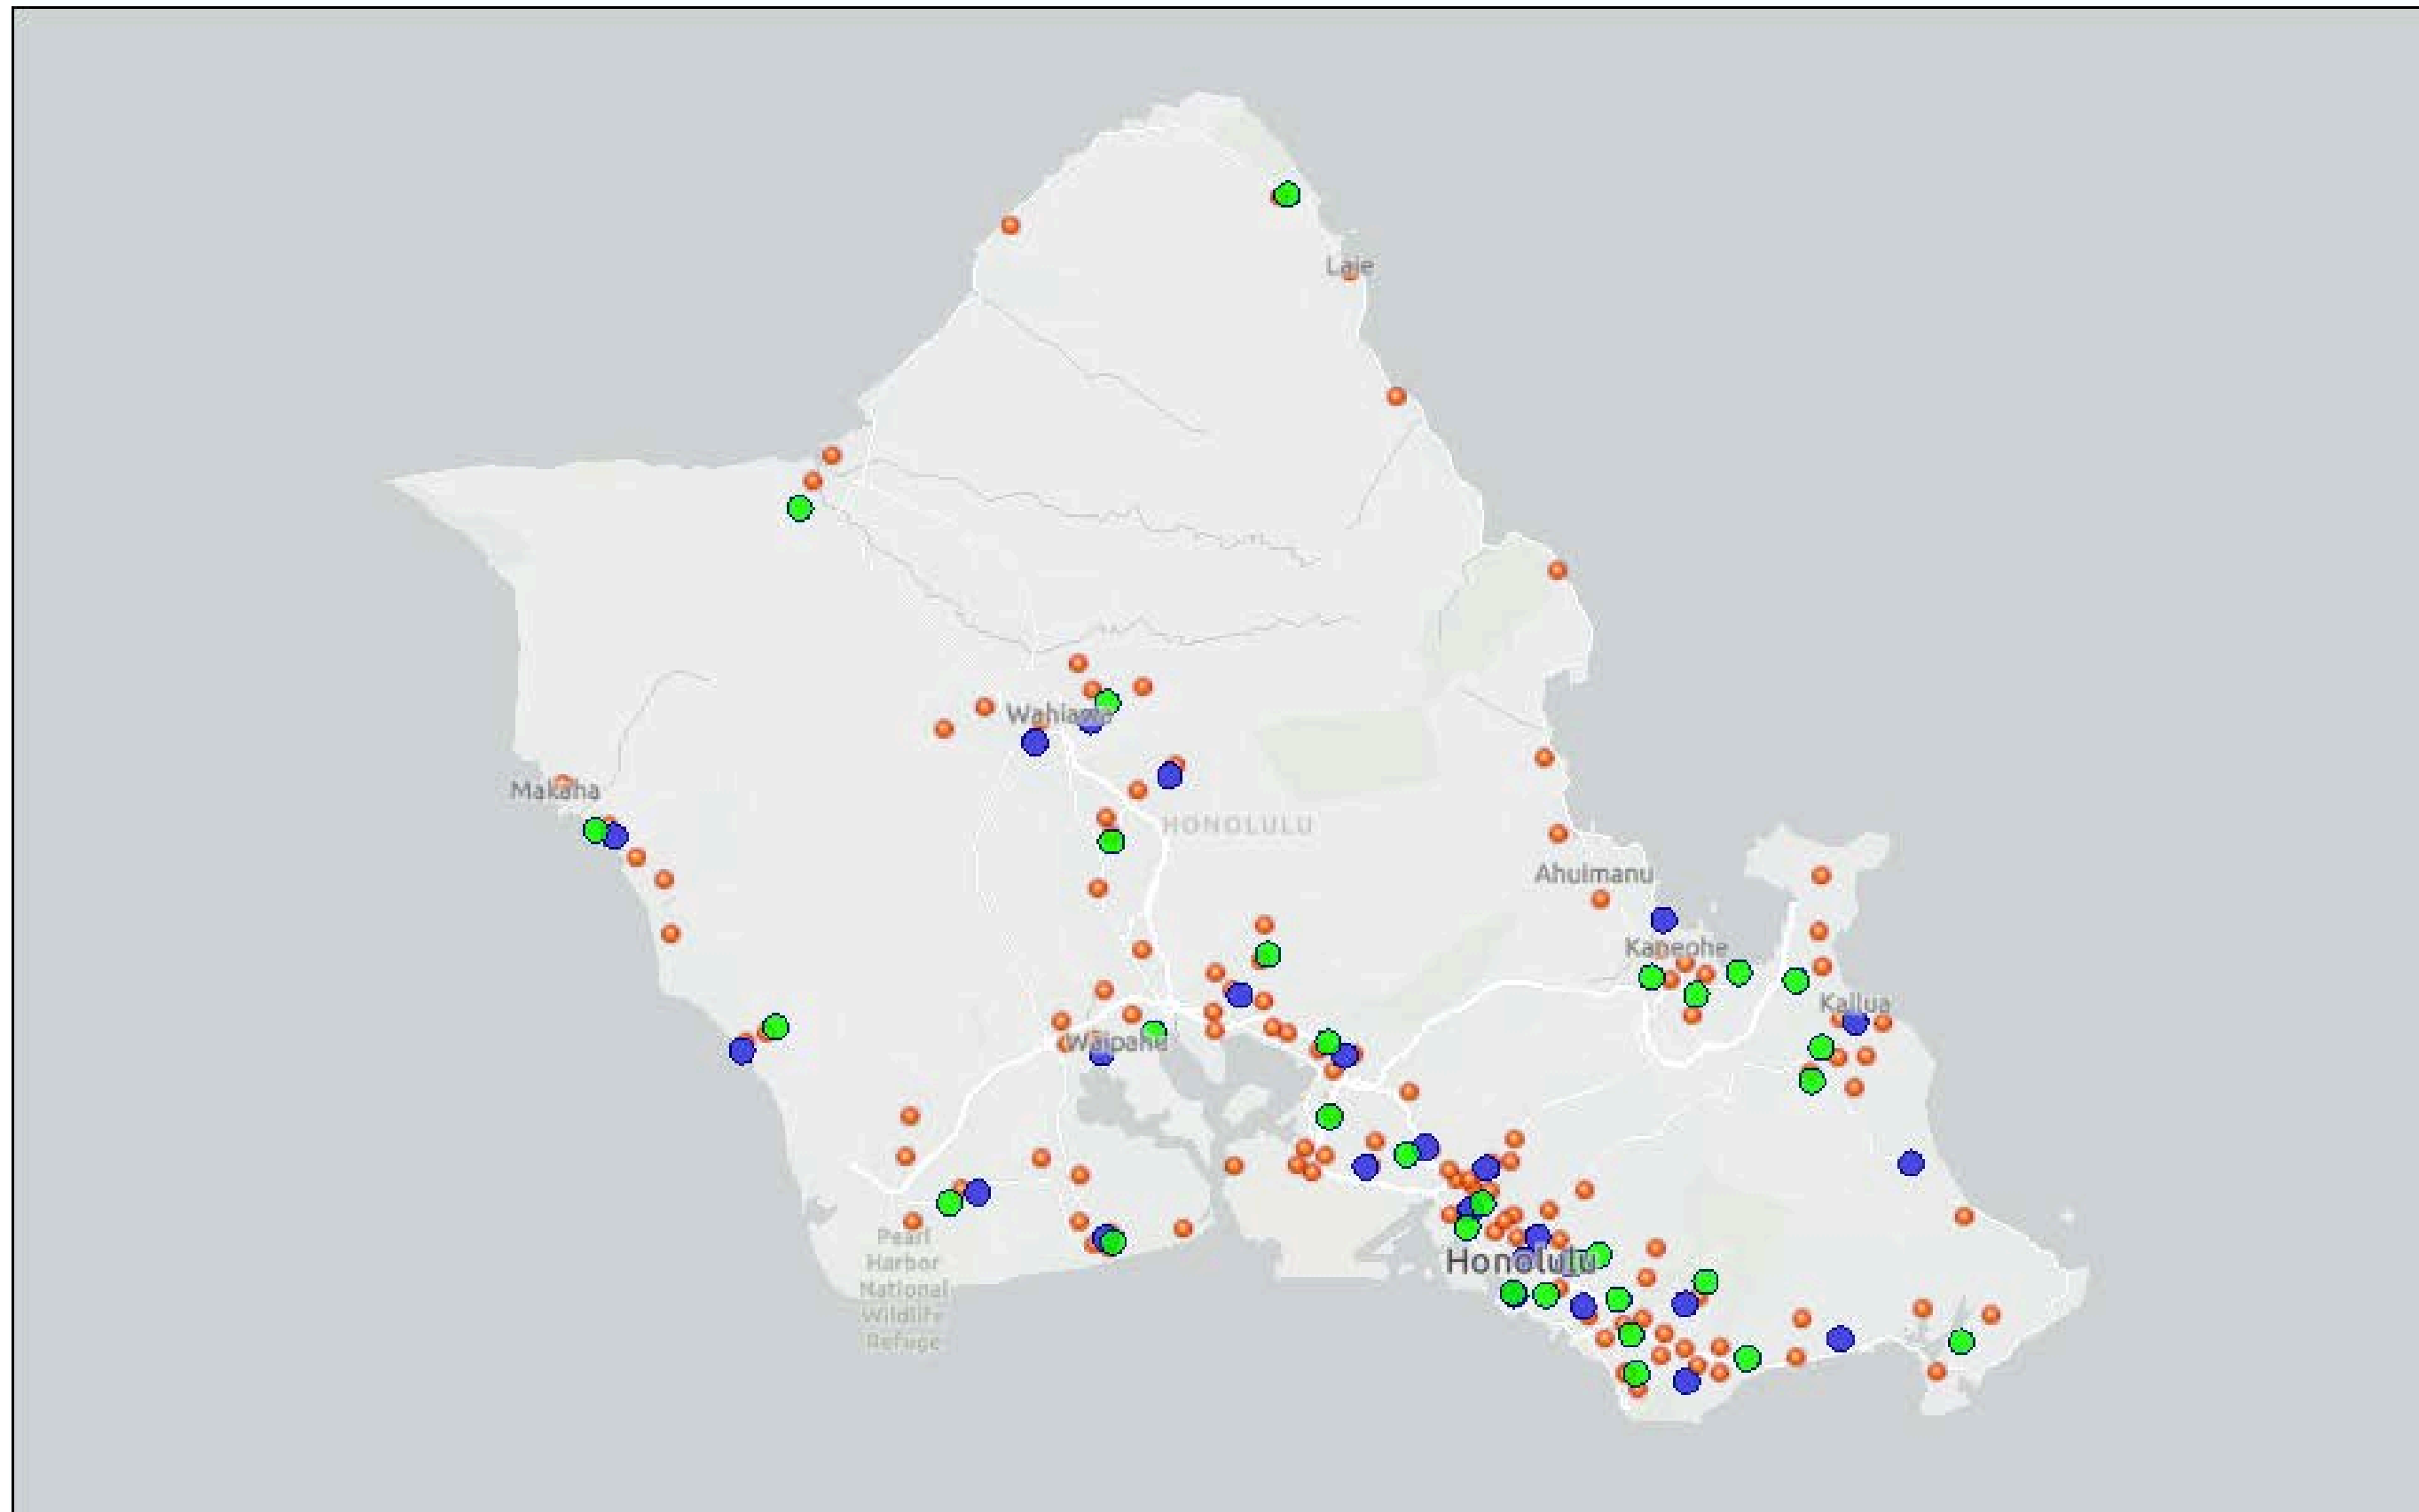 Laie
Wahiawa
Makaha
HONOLULU
Ahuimanu
Kaneohe
Kailua
Waipahu
Honolulu
Pearl
Harbor
National
Wildlife
Refuge